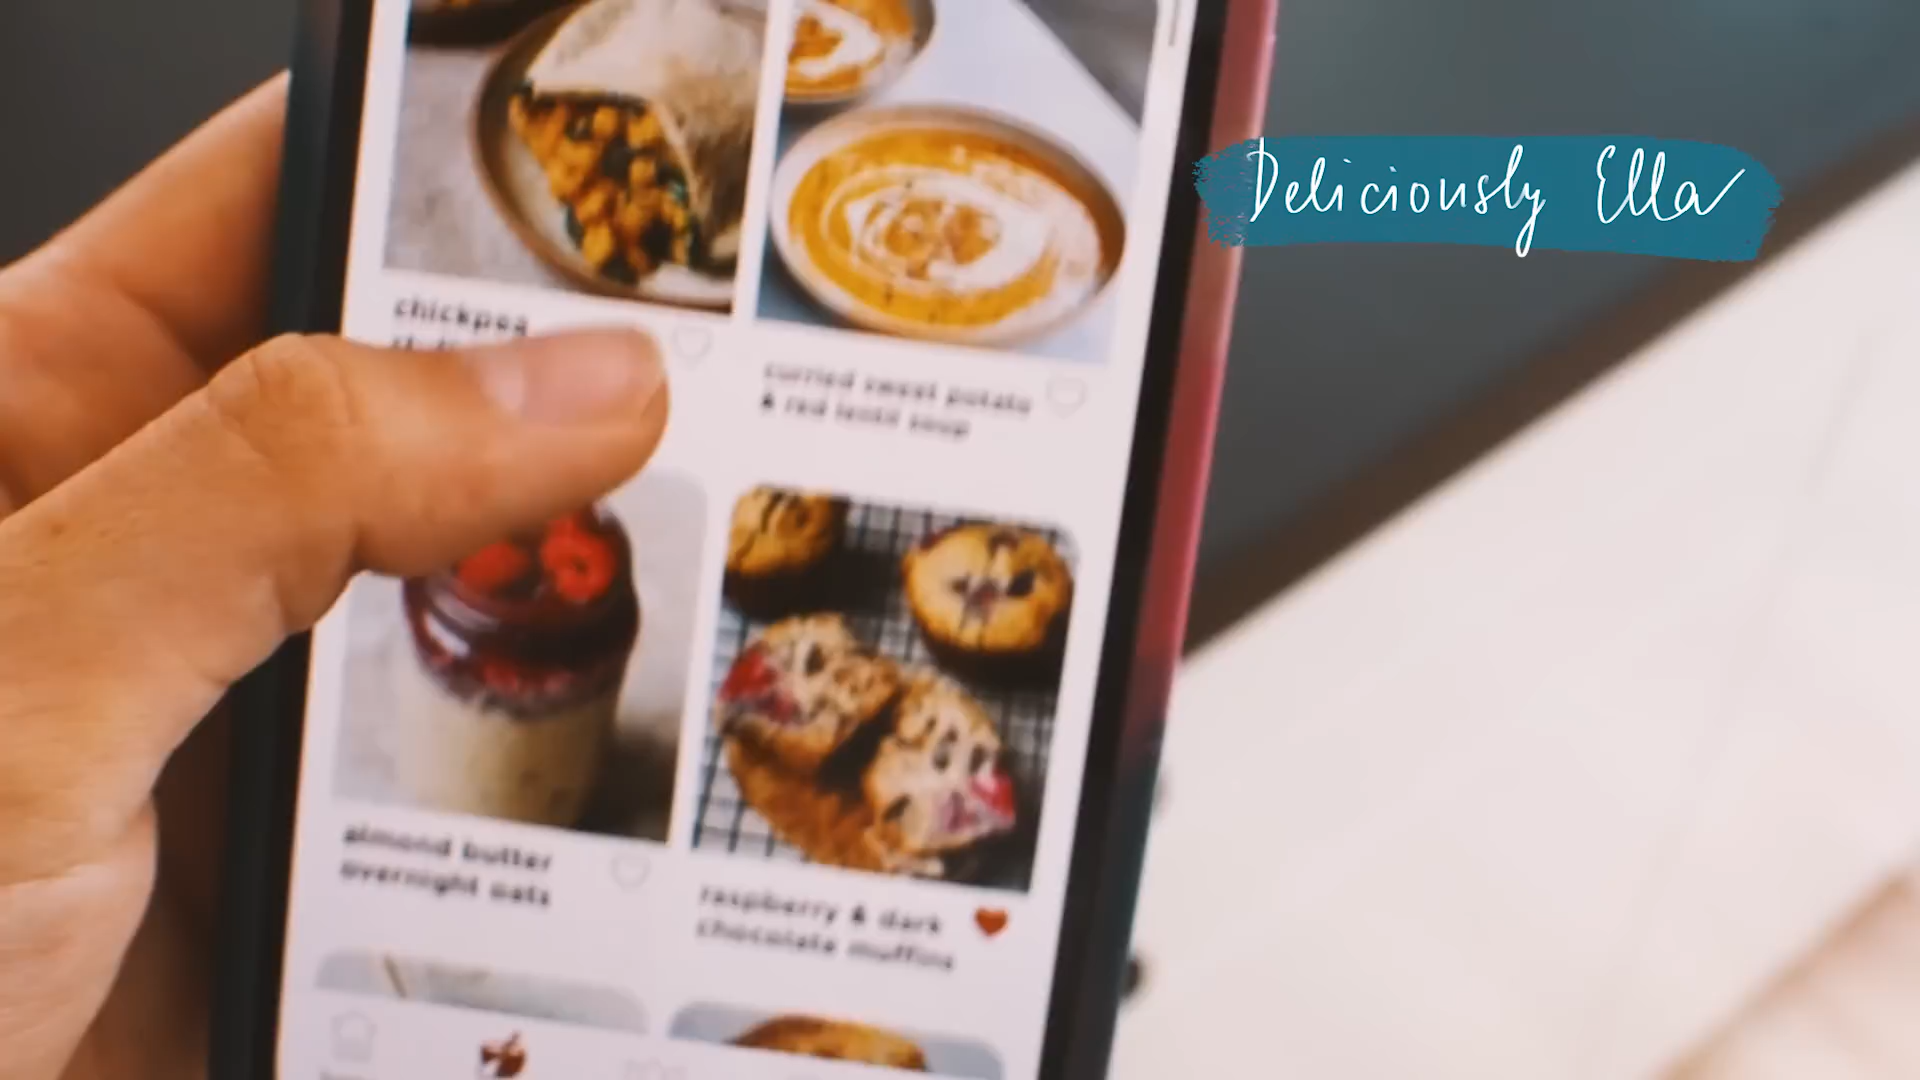 Deliciously Ella
chickpea
curried sweet potato
& red lentil soup
almond butter
overnight oats
raspberry & dark
chocolate muffins